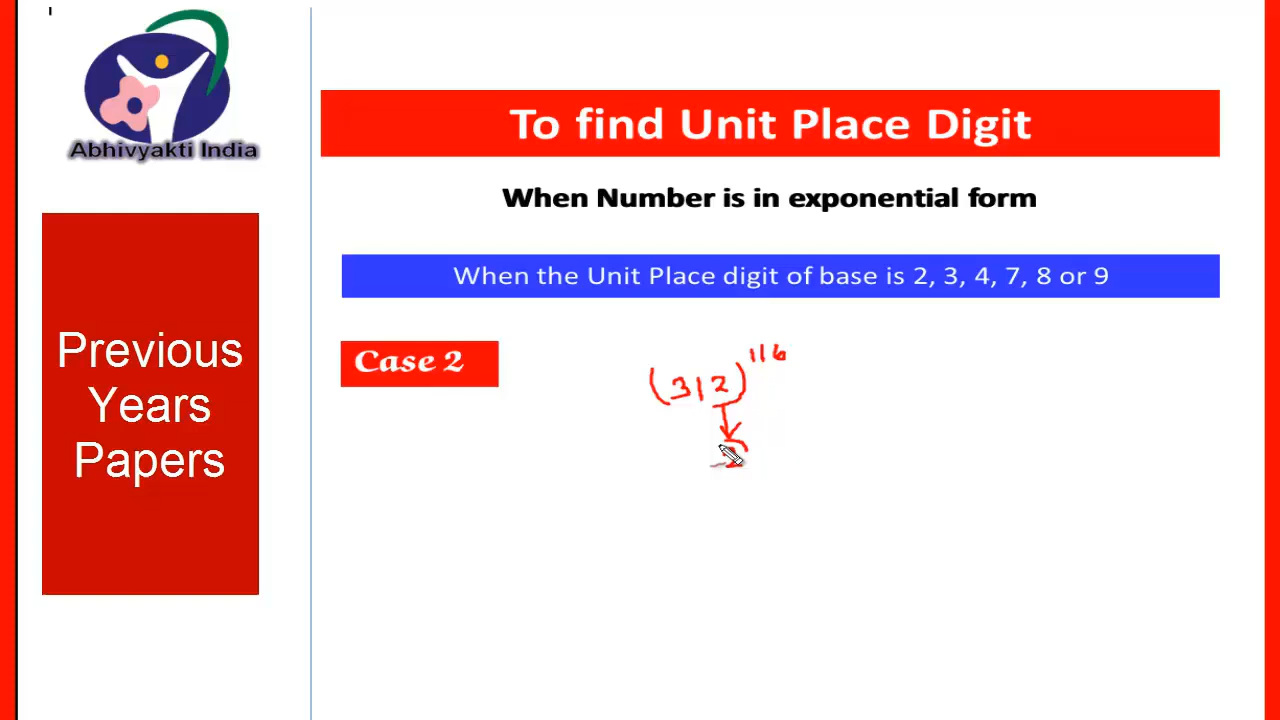 Abhivyakti India
To find Unit Place Digit
When Number is in exponential form
When the Unit Place digit of base is 2, 3, 4, 7, 8 or 9
Previous
Years
Papers
Case 2
(312)¹¹⁶